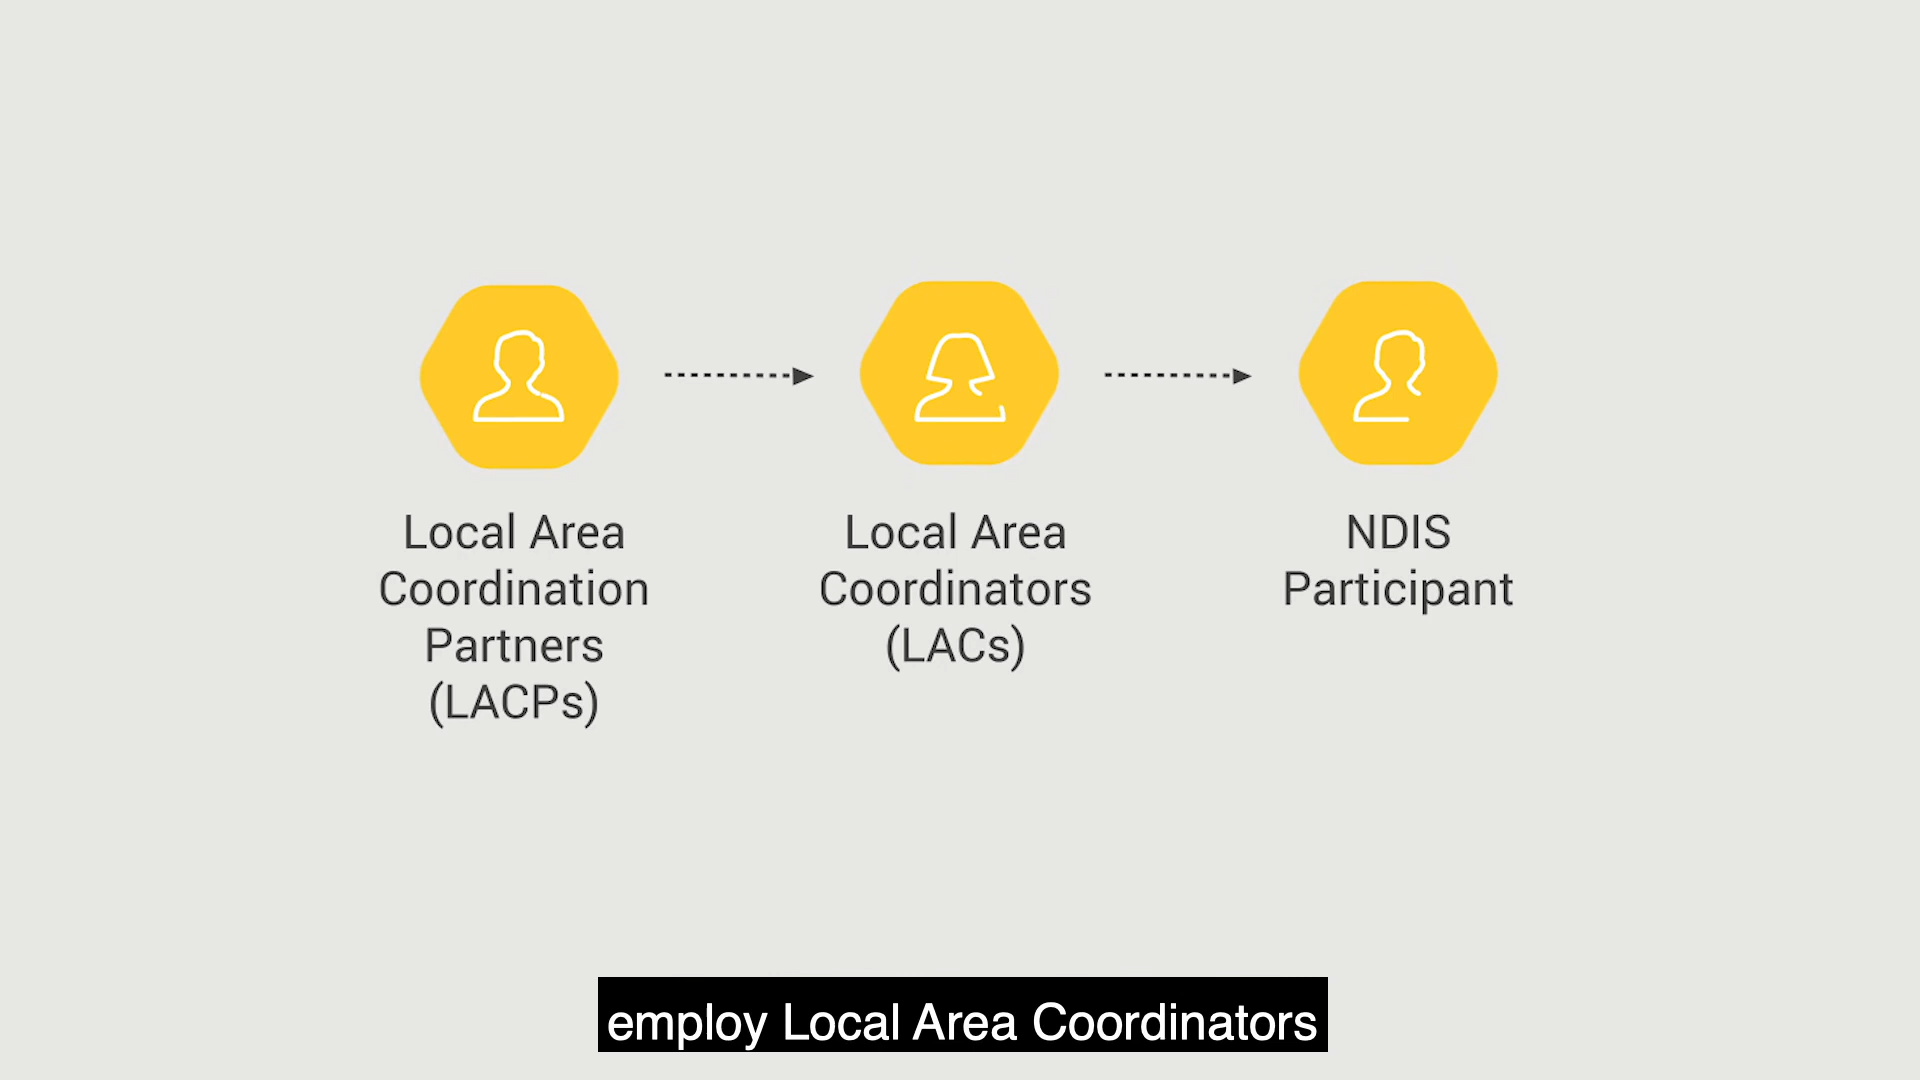 Local Area
Coordination
Partners
(LACPs)
Local Area
Coordinators
(LACs)
NDIS
Participant
employ Local Area Coordinators